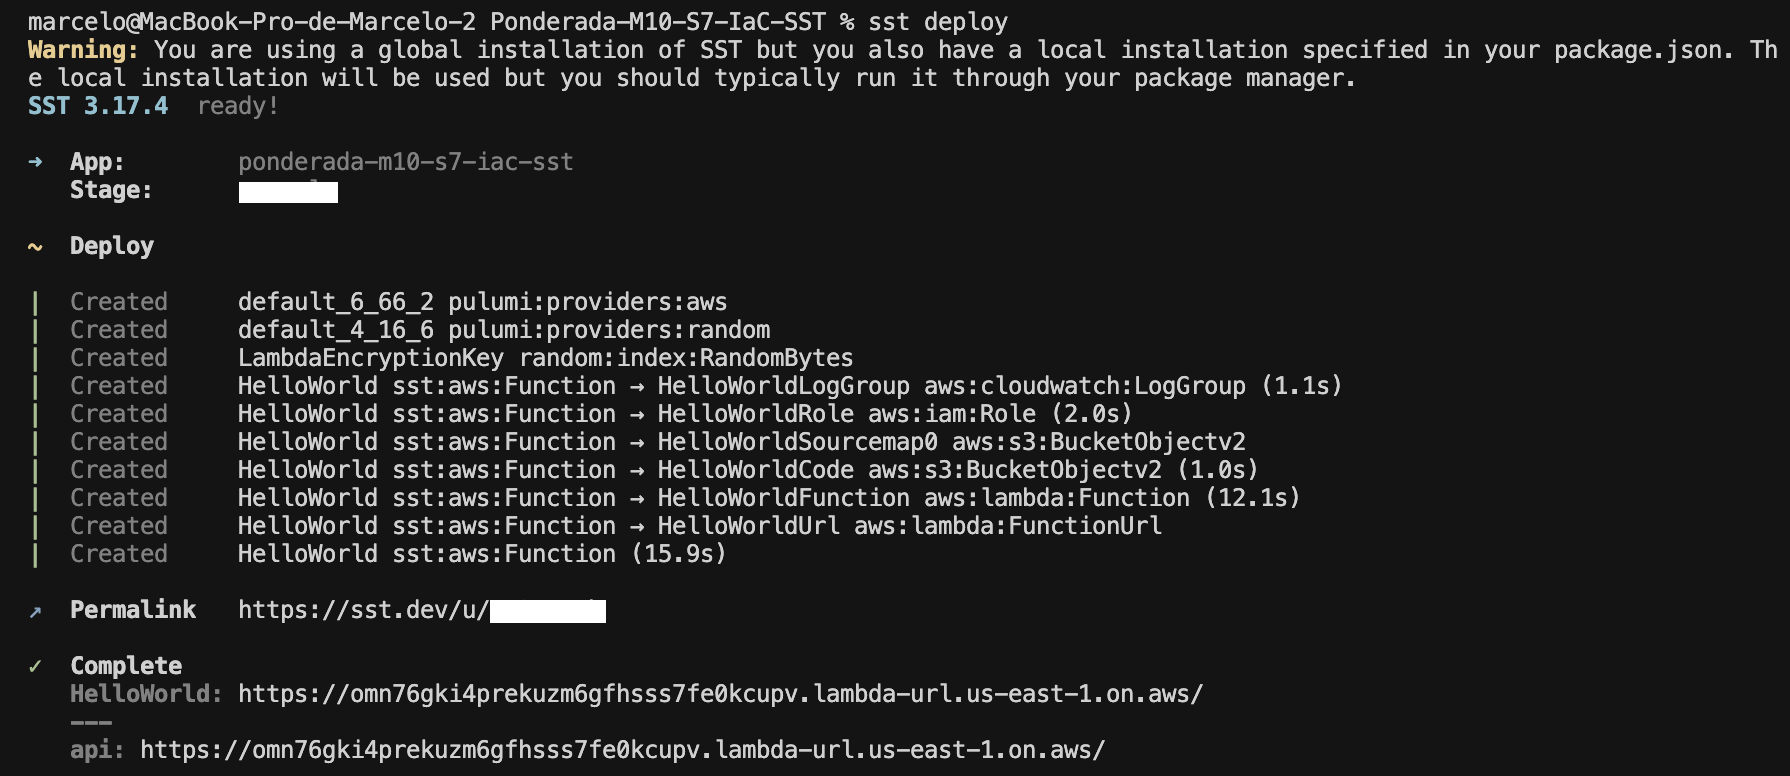 marcelo@MacBook-Pro-de-Marcelo-2 Ponderada-M10-S7-IaC-SST % sst deploy
Warning: You are using a global installation of SST but you also have a local installation specified in your package.json. Th
e local installation will be used but you should typically run it through your package manager.
SST 3.17.4  ready!
➜  App:        ponderada-m10-s7-iac-sst
Stage:
~  Deploy
|  Created     default_6_66_2 pulumi:providers:aws
|  Created     default_4_16_6 pulumi:providers:random
|  Created     LambdaEncryptionKey random:index:RandomBytes
|  Created     HelloWorld sst:aws:Function → HelloWorldLogGroup aws:cloudwatch:LogGroup (1.1s)
|  Created     HelloWorld sst:aws:Function → HelloWorldRole aws:iam:Role (2.0s)
|  Created     HelloWorld sst:aws:Function → HelloWorldSourcemap0 aws:s3:BucketObjectv2
|  Created     HelloWorld sst:aws:Function → HelloWorldCode aws:s3:BucketObjectv2 (1.0s)
|  Created     HelloWorld sst:aws:Function → HelloWorldFunction aws:lambda:Function (12.1s)
|  Created     HelloWorld sst:aws:Function → HelloWorldUrl aws:lambda:FunctionUrl
|  Created     HelloWorld sst:aws:Function (15.9s)
↗  Permalink   https://sst.dev/u/
✓  Complete
HelloWorld: https://omn76gki4prekuzm6gfhsss7fe0kcupv.lambda-url.us-east-1.on.aws/
---
api: https://omn76gki4prekuzm6gfhsss7fe0kcupv.lambda-url.us-east-1.on.aws/